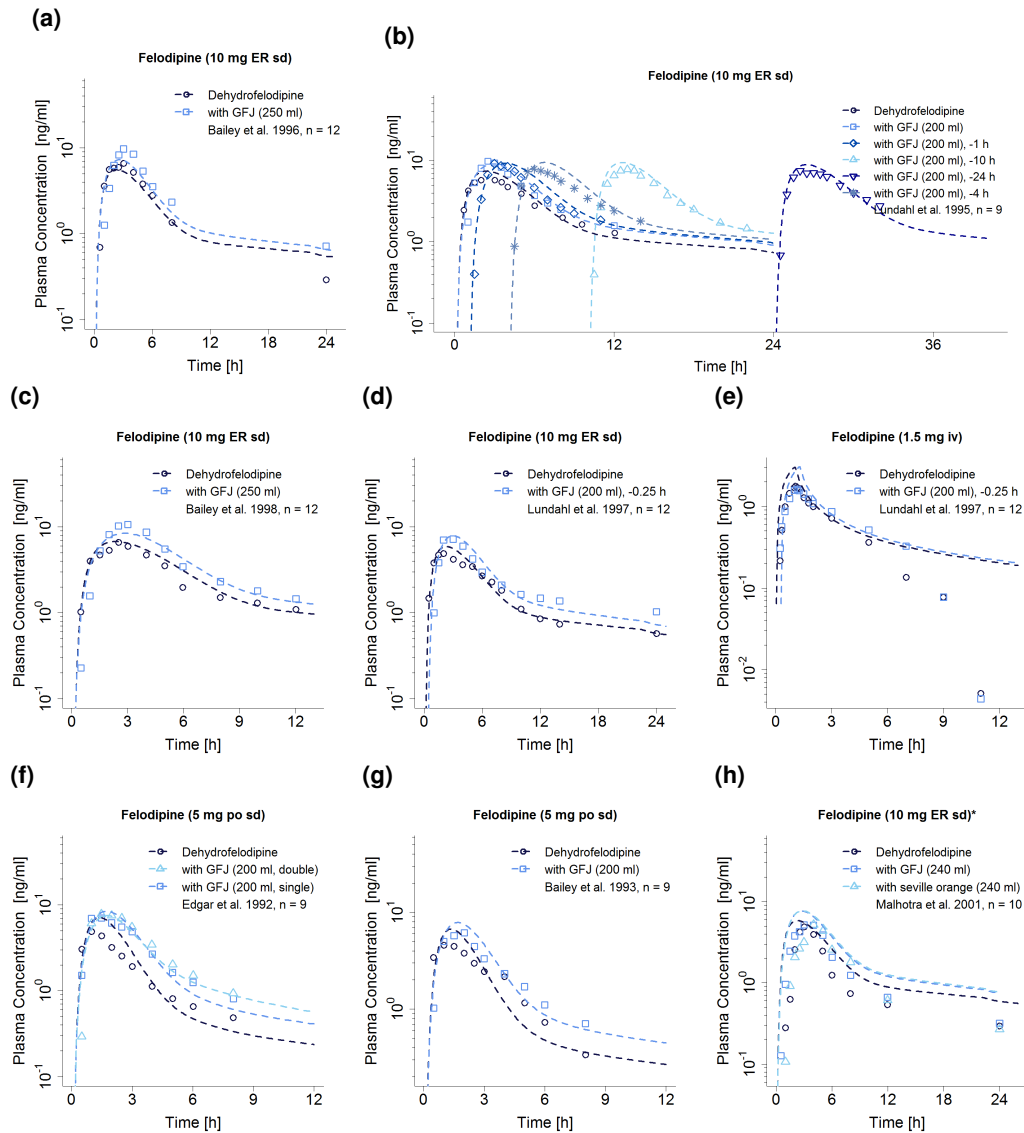 (a)
Felodipine (10 mg ER sd)
Dehydrofelodipine
with GFJ (250 ml)
Bailey et al. 1996, n = 12
Plasma Concentration [ng/ml]
10^1
10^0
10^-1
0 6 12 18 24
Time [h]
(b)
Felodipine (10 mg ER sd)
Dehydrofelodipine
with GFJ (200 ml)
with GFJ (200 ml), -1 h
with GFJ (200 ml), -10 h
with GFJ (200 ml), -24 h
with GFJ (200 ml), -4 h
Lundahl et al. 1995, n = 9
Plasma Concentration [ng/ml]
10^1
10^0
10^-1
0 12 24 36
Time [h]
(c)
Felodipine (10 mg ER sd)
Dehydrofelodipine
with GFJ (250 ml)
Bailey et al. 1998, n = 12
Plasma Concentration [ng/ml]
10^1
10^0
10^-1
0 3 6 9 12
Time [h]
(d)
Felodipine (10 mg ER sd)
Dehydrofelodipine
with GFJ (200 ml), -0.25 h
Lundahl et al. 1997, n = 12
Plasma Concentration [ng/ml]
10^1
10^0
10^-1
0 6 12 18 24
Time [h]
(e)
Felodipine (1.5 mg iv)
Dehydrofelodipine
with GFJ (200 ml), -0.25 h
Lundahl et al. 1997, n = 12
Plasma Concentration [ng/ml]
10^0
10^-1
10^-2
0 3 6 9 12
Time [h]
(f)
Felodipine (5 mg po sd)
Dehydrofelodipine
with GFJ (200 ml, double)
with GFJ (200 ml, single)
Edgar et al. 1992, n = 9
Plasma Concentration [ng/ml]
10^1
10^0
10^-1
0 3 6 9 12
Time [h]
(g)
Felodipine (5 mg po sd)
Dehydrofelodipine
with GFJ (200 ml)
Bailey et al. 1993, n = 9
Plasma Concentration [ng/ml]
10^1
10^0
0 3 6 9 12
Time [h]
(h)
Felodipine (10 mg ER sd)*
Dehydrofelodipine
with GFJ (240 ml)
with seville orange (240 ml)
Malhotra et al. 2001, n = 10
Plasma Concentration [ng/ml]
10^1
10^0
10^-1
0 6 12 18 24
Time [h]